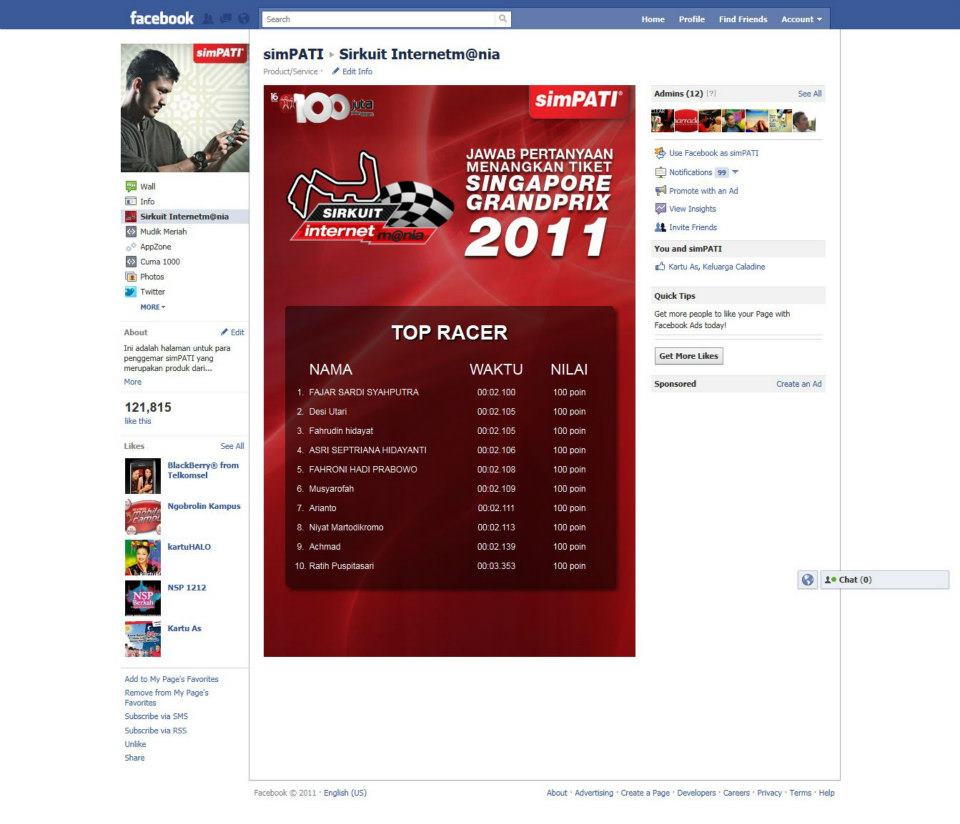 facebook
Search
Home Profile Find Friends Account
simPATI
simPATI ▸ Sirkuit Internetm@nia
Product/Service · Edit Info
Wall
Info
Sirkuit Internetm@nia
Mudik Meriah
AppZone
Cuma 1000
Photos
Twitter
MORE
About Edit
Ini adalah halaman untuk para
penggemar simPATI yang
merupakan produk dari...
More
121,815
like this
Likes See All
BlackBerry® from
Telkomsel
Ngobrolin Kampus
kartuHALO
NSP 1212
NSP
Kartu As
Add to My Page's Favorites
Remove from My Page's
Favorites
Subscribe via SMS
Subscribe via RSS
Unlike
Share
16 100 juta
simPATI®
JAWAB PERTANYAAN
MENANGKAN TIKET
SINGAPORE
GRANDPRIX
2011
SIRKUIT
internet m@nia
TOP RACER
NAMA WAKTU NILAI
1. FAJAR SARDI SYAHPUTRA 00:02.100 100 poin
2. Desi Utari 00:02.105 100 poin
3. Fahrudin hidayat 00:02.105 100 poin
4. ASRI SEPTRIANA HIDAYANTI 00:02.106 100 poin
5. FAHRONI HADI PRABOWO 00:02.108 100 poin
6. Musyarofah 00:02.109 100 poin
7. Arianto 00:02.111 100 poin
8. Niyat Martodikromo 00:02.113 100 poin
9. Achmad 00:02.139 100 poin
10. Ratih Puspitasari 00:03.353 100 poin
Admins (12) [?] See All
Use Facebook as simPATI
Notifications 99
Promote with an Ad
View Insights
Invite Friends
You and simPATI
Kartu As, Keluarga Caladine
Quick Tips
Get more people to like your Page with
Facebook Ads today!
Get More Likes
Sponsored Create an Ad
Chat (0)
Facebook © 2011 · English (US)
About · Advertising · Create a Page · Developers · Careers · Privacy · Terms · Help